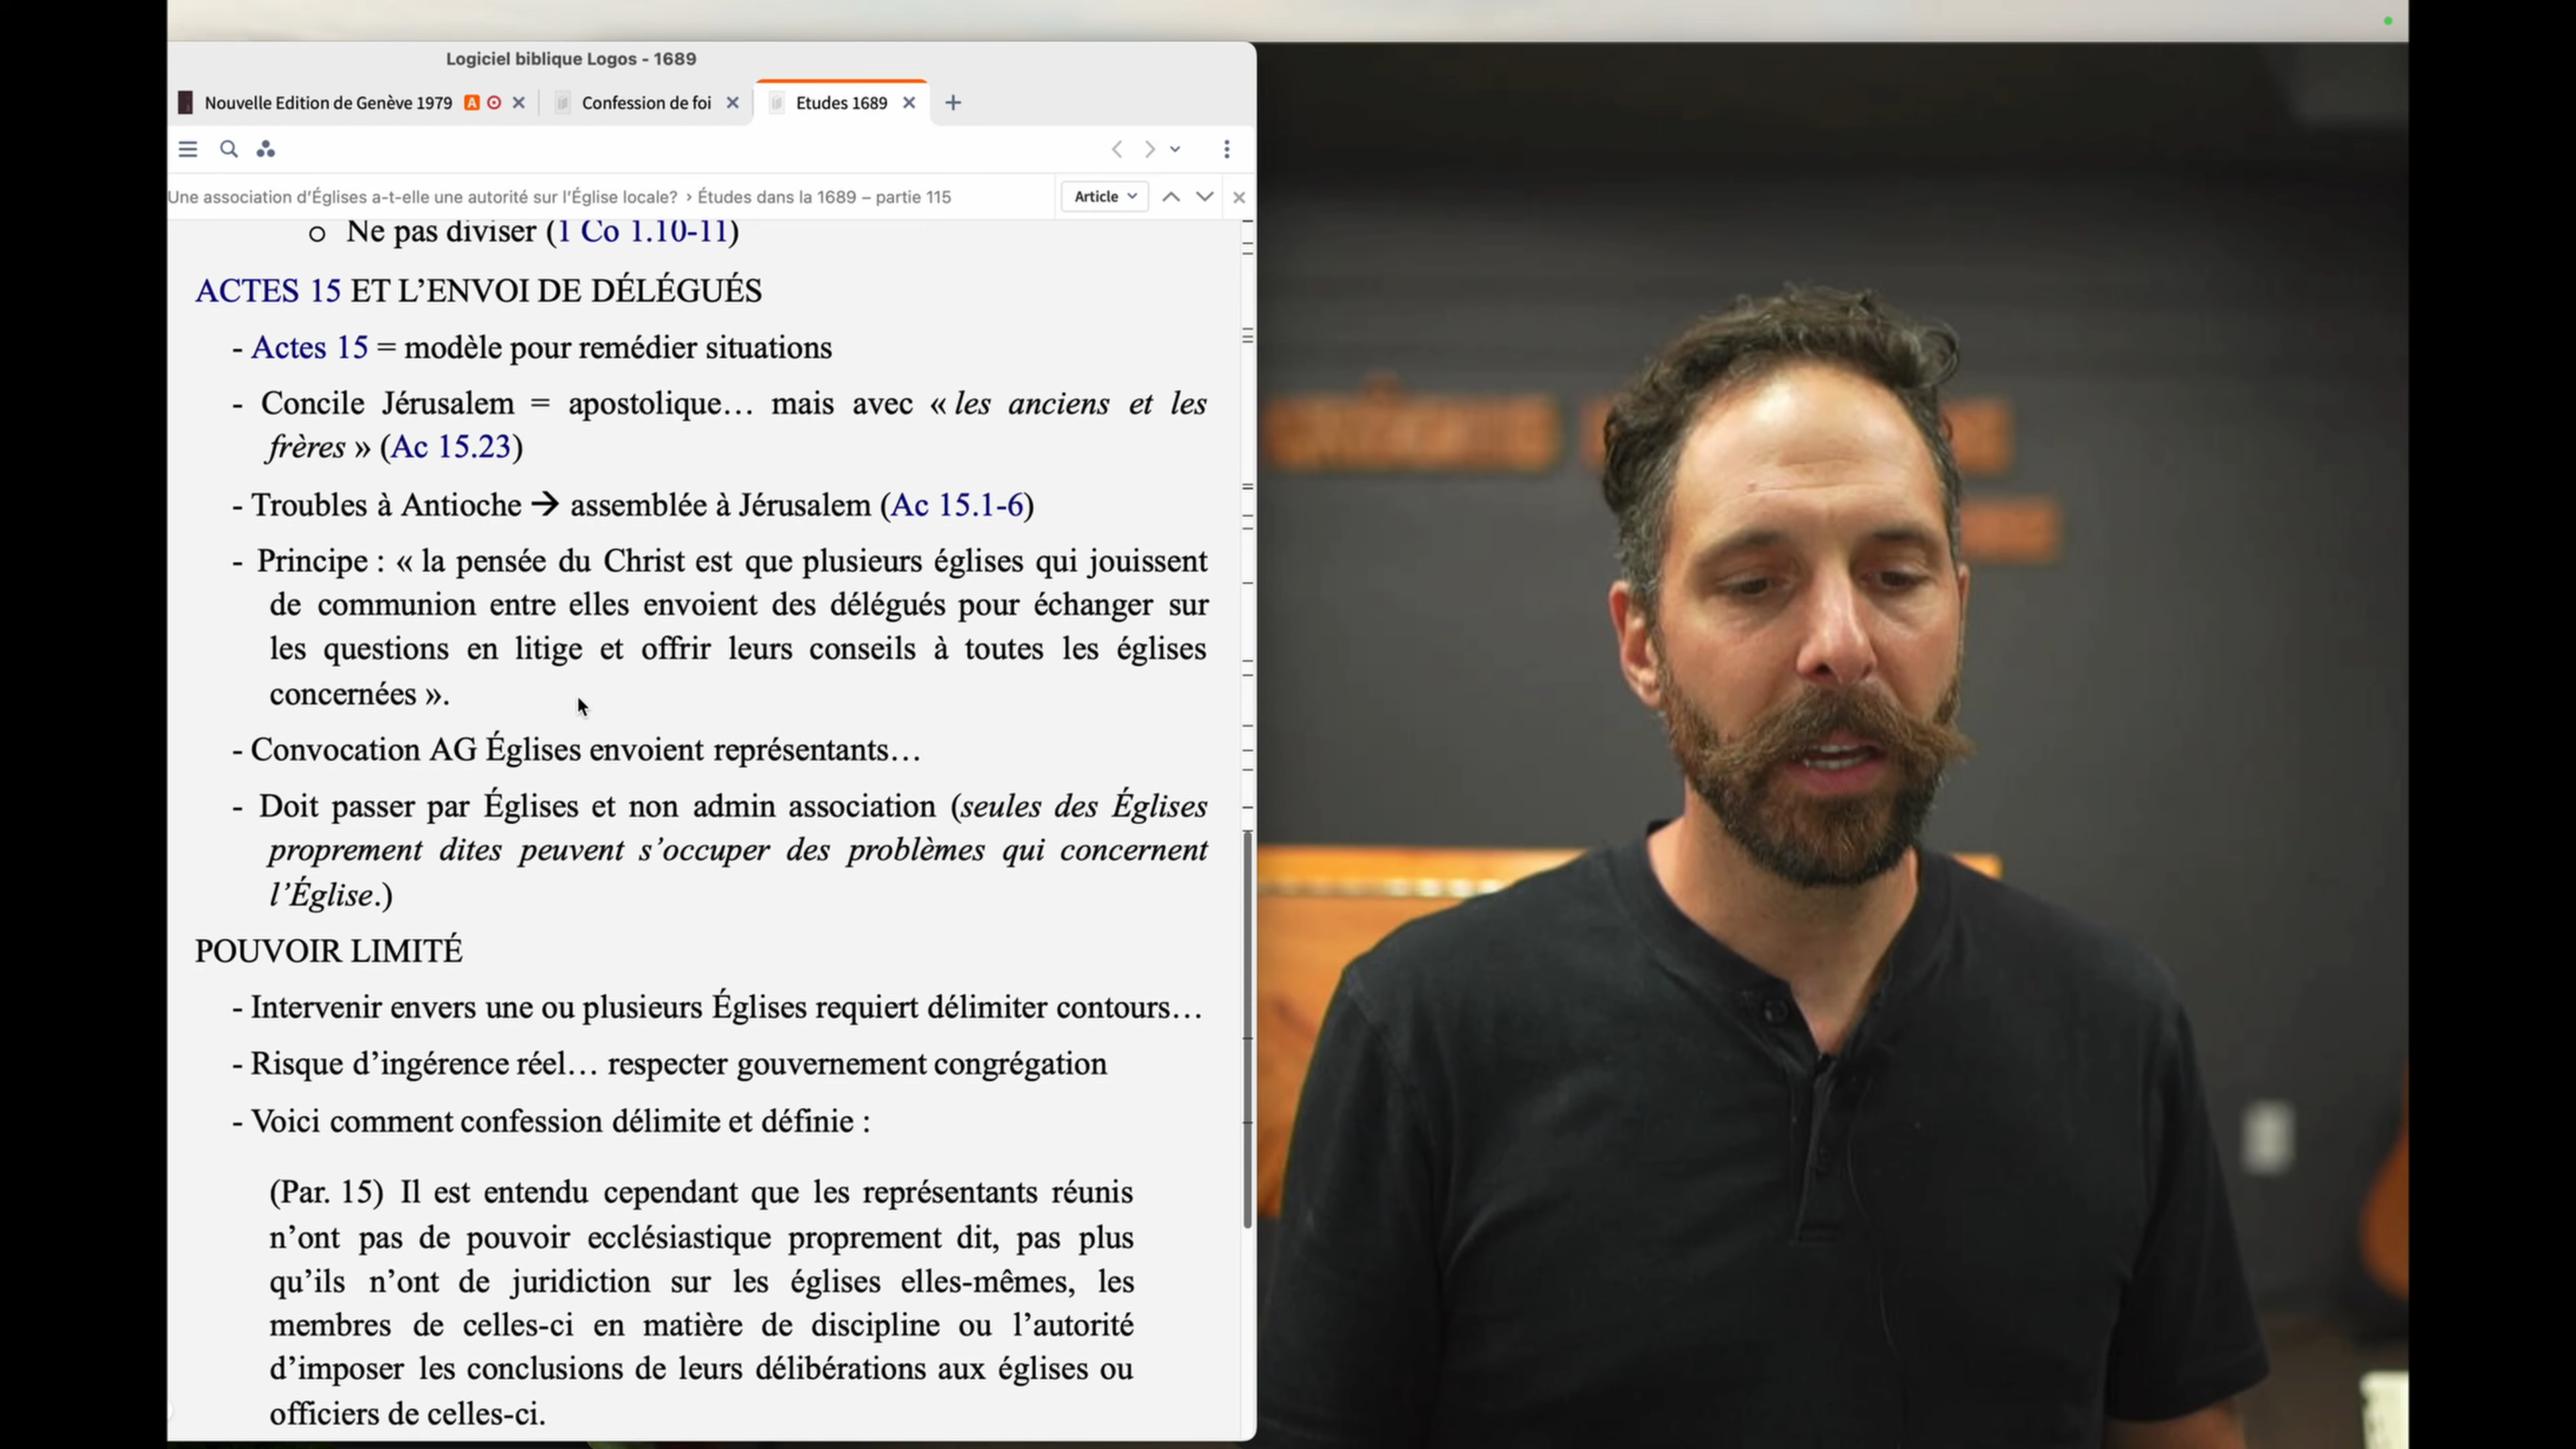 Logiciel biblique Logos - 1689
Nouvelle Edition de Genève 1979 A
Confession de foi
Etudes 1689
Une association d'Églises a-t-elle une autorité sur l'Église locale? › Études dans la 1689 – partie 115
Article
o Ne pas diviser (1 Co 1.10-11)
ACTES 15 ET L'ENVOI DE DÉLÉGUÉS
- Actes 15 = modèle pour remédier situations
- Concile Jérusalem = apostolique… mais avec « les anciens et les
frères » (Ac 15.23)
- Troubles à Antioche → assemblée à Jérusalem (Ac 15.1-6)
- Principe : « la pensée du Christ est que plusieurs églises qui jouissent
de communion entre elles envoient des délégués pour échanger sur
les questions en litige et offrir leurs conseils à toutes les églises
concernées ».
- Convocation AG Églises envoient représentants…
- Doit passer par Églises et non admin association (seules des Églises
proprement dites peuvent s'occuper des problèmes qui concernent
l'Église.)
POUVOIR LIMITÉ
- Intervenir envers une ou plusieurs Églises requiert délimiter contours…
- Risque d'ingérence réel… respecter gouvernement congrégation
- Voici comment confession délimite et définie :
(Par. 15) Il est entendu cependant que les représentants réunis
n'ont pas de pouvoir ecclésiastique proprement dit, pas plus
qu'ils n'ont de juridiction sur les églises elles-mêmes, les
membres de celles-ci en matière de discipline ou l'autorité
d'imposer les conclusions de leurs délibérations aux églises ou
officiers de celles-ci.